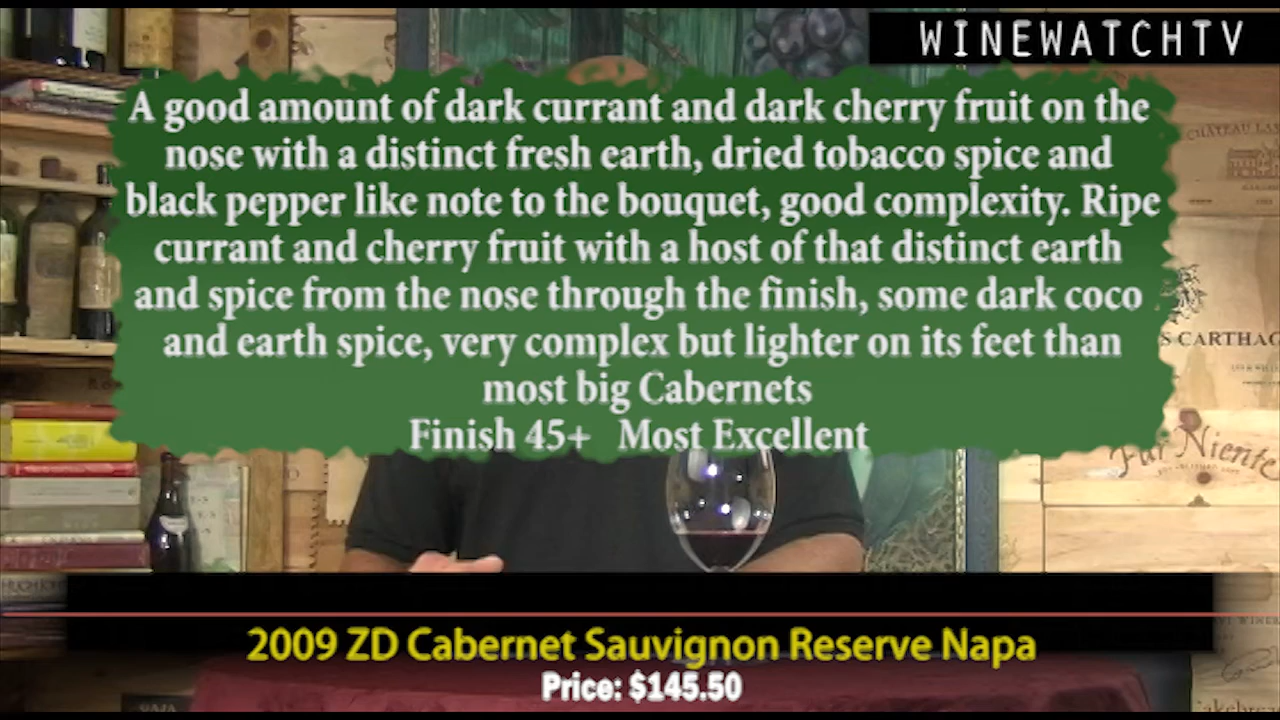 WINEWATCHTV
A good amount of dark currant and dark cherry fruit on the
nose with a distinct fresh earth, dried tobacco spice and
black pepper like note to the bouquet, good complexity. Ripe
currant and cherry fruit with a host of that distinct earth
and spice from the nose through the finish, some dark coco
and earth spice, very complex but lighter on its feet than
most big Cabernets
Finish 45+ Most Excellent
CHATEAU
S CARTHAG
Far Niente
2009 ZD Cabernet Sauvignon Reserve Napa
Price: $145.50